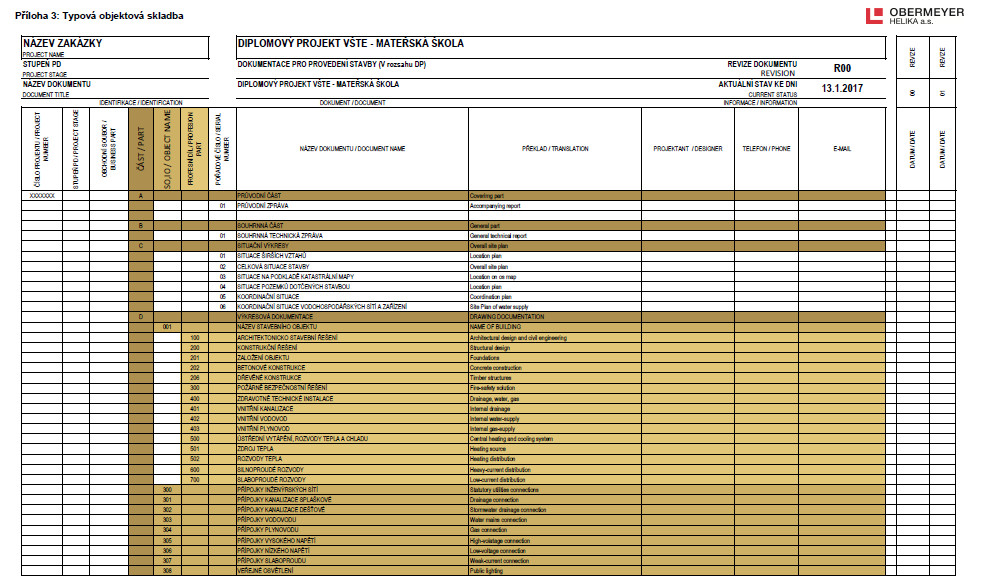 Příloha 3: Typová objektová skladba
OBERMEYER
HELIKA a.s.
NÁZEV ZAKÁZKY
PROJECT NAME
DIPLOMOVÝ PROJEKT VŠTE - MATEŘSKÁ ŠKOLA
STUPEŇ PD
PROJECT STAGE
DOKUMENTACE PRO PROVEDENÍ STAVBY (V rozsahu DP)
REVIZE DOKUMENTU
REVISION
R00
NÁZEV DOKUMENTU
DOCUMENT TITLE
DIPLOMOVÝ PROJEKT VŠTE - MATEŘSKÁ ŠKOLA
AKTUÁLNÍ STAV KE DNI
CURRENT STATUS
13.1.2017
REVIZE
REVIZE
00
01
IDENTIFIKACE / IDENTIFICATION
DOKUMENT / DOCUMENT
INFORMACE / INFORMATION
ČÍSLO PROJEKTU / PROJECT NUMBER
STUPEŇ PD / PROJECT STAGE
OBCHODNÍ SOUBOR / BUSINESS PART
ČÁST / PART
SO,IO / OBJECT NAME
PROFESNÍ DÍL / PROFESION PART
POŘADOVÉ ČÍSLO / SERIAL NUMBER
NÁZEV DOKUMENTU / DOCUMENT NAME
PŘEKLAD / TRANSLATION
PROJEKTANT / DESIGNER
TELEFON / PHONE
E-MAIL
DATUM / DATE
DATUM / DATE
XXXXXXX A PRŮVODNÍ ČÁST Covering part
01 PRŮVODNÍ ZPRÁVA Accompanying report
B SOUHRNNÁ ČÁST General part
01 SOUHRNNÁ TECHNICKÁ ZPRÁVA General technical report
C SITUAČNÍ VÝKRESY Overall site plan
01 SITUACE ŠIRŠÍCH VZTAHŮ Location plan
02 CELKOVÁ SITUACE STAVBY Overall site plan
03 SITUACE NA PODKLADĚ KATASTRÁLNÍ MAPY Location on os map
04 SITUACE POZEMKŮ DOTČENÝCH STAVBOU Location plan
05 KOORDINAČNÍ SITUACE Coordination plan
06 KOORDINAČNÍ SITUACE VODOHOSPODÁŘSKÝCH SÍTÍ A ZAŘÍZENÍ Site Plan of water supply
D VÝKRESOVÁ DOKUMENTACE DRAWING DOCUMENTATION
001 NÁZEV STAVEBNÍHO OBJEKTU NAME OF BUILDING
100 ARCHITEKTONICKO STAVEBNÍ ŘEŠENÍ Architectural design and civil engineering
200 KONSTRUKČNÍ ŘEŠENÍ Structural design
201 ZALOŽENÍ OBJEKTU Foundations
202 BETONOVÉ KONSTRUKCE Concrete construction
206 DŘEVĚNÉ KONSTRUKCE Timber structures
300 POŽÁRNĚ BEZPEČNOSTNÍ ŘEŠENÍ Fire-safety solution
400 ZDRAVOTNĚ TECHNICKÉ INSTALACE Drainage, water, gas
401 VNITŘNÍ KANALIZACE Internal drainage
402 VNITŘNÍ VODOVOD Internal water-supply
403 VNITŘNÍ PLYNOVOD Internal gas-supply
500 ÚSTŘEDNÍ VYTÁPĚNÍ, ROZVODY TEPLA A CHLADU Central heating and cooling system
501 ZDROJ TEPLA Heating source
502 ROZVODY TEPLA Heating distribution
600 SILNOPROUDÉ ROZVODY Heavy-current distribution
700 SLABOPROUDÉ ROZVODY Low-current distribution
300 PŘÍPOJKY INŽENÝRSKÝCH SÍTÍ Statutory utilities connections
301 PŘÍPOJKY KANALIZACE SPLAŠKOVÉ Drainage connection
302 PŘÍPOJKY KANALIZACE DEŠŤOVÉ Stormwater drainage connection
303 PŘÍPOJKY VODOVODU Water mains connection
304 PŘÍPOJKY PLYNOVODU Gas connection
305 PŘÍPOJKY VYSOKÉHO NAPĚTÍ High-volatage connection
306 PŘÍPOJKY NÍZKÉHO NAPĚTÍ Low-voltage connection
307 PŘÍPOJKY SLABOPROUDU Weak-current connection
308 VEŘEJNÉ OSVĚTLENÍ Public lighting